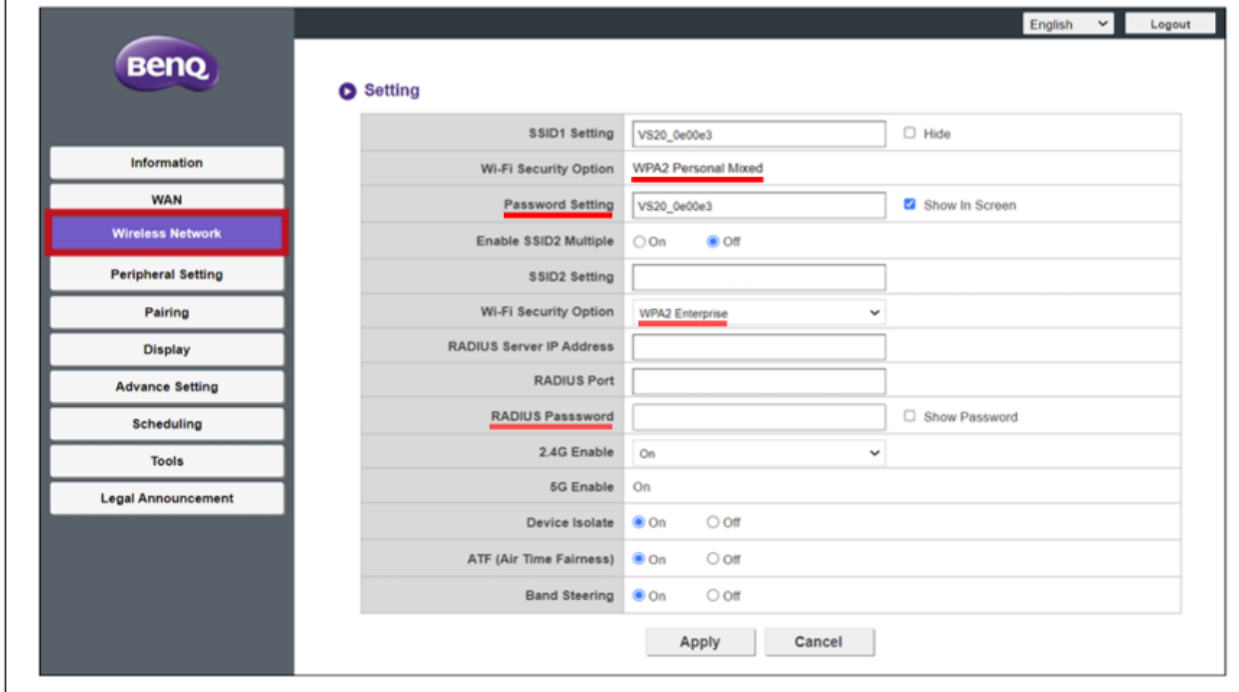 English
Logout
BenQ
Setting
SSID1 Setting VS20_0e00e3 Hide
Information
Wi-Fi Security Option WPA2 Personal Mixed
WAN
Password Setting VS20_0e00e3 Show In Screen
Wireless Network
Enable SSID2 Multiple On Off
Peripheral Setting
SSID2 Setting
Pairing
Wi-Fi Security Option WPA2 Enterprise
Display
RADIUS Server IP Address
Advance Setting
RADIUS Port
Scheduling
RADIUS Passsword Show Password
Tools
2.4G Enable On
Legal Announcement
5G Enable On
Device Isolate On Off
ATF (Air Time Fairness) On Off
Band Steering On Off
Apply Cancel